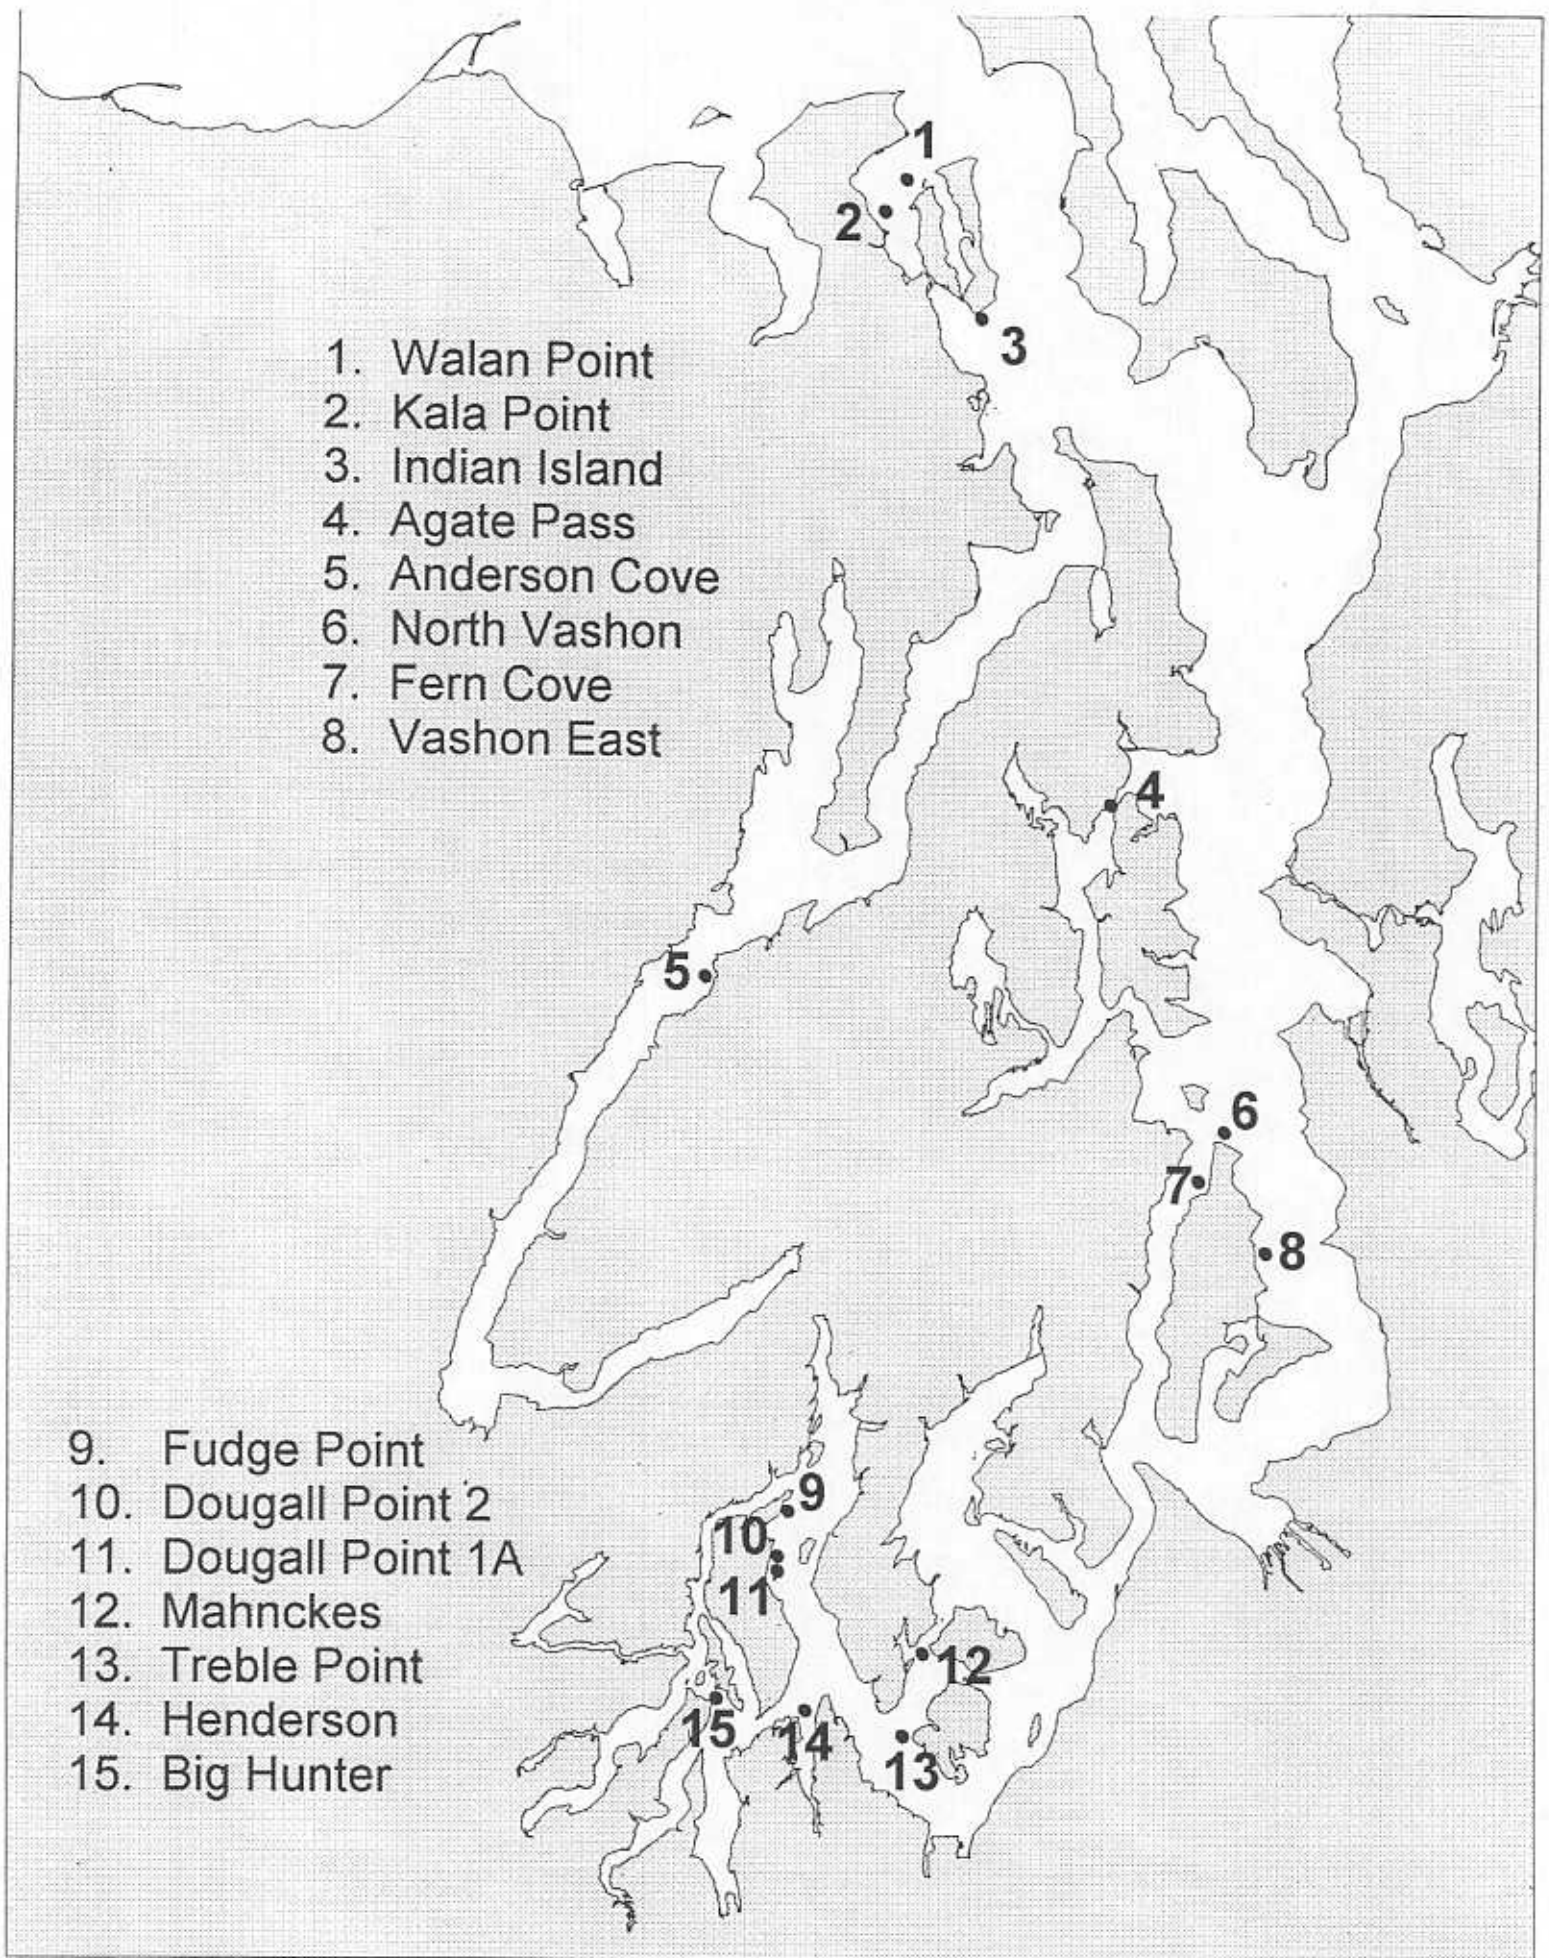 1
2
3
1. Walan Point
2. Kala Point
3. Indian Island
4. Agate Pass
5. Anderson Cove
6. North Vashon
7. Fern Cove
8. Vashon East
4
5
6
7
8
9. Fudge Point
10. Dougall Point 2
11. Dougall Point 1A
12. Mahnckes
13. Treble Point
14. Henderson
15. Big Hunter
9
10
11
12
15
14
13